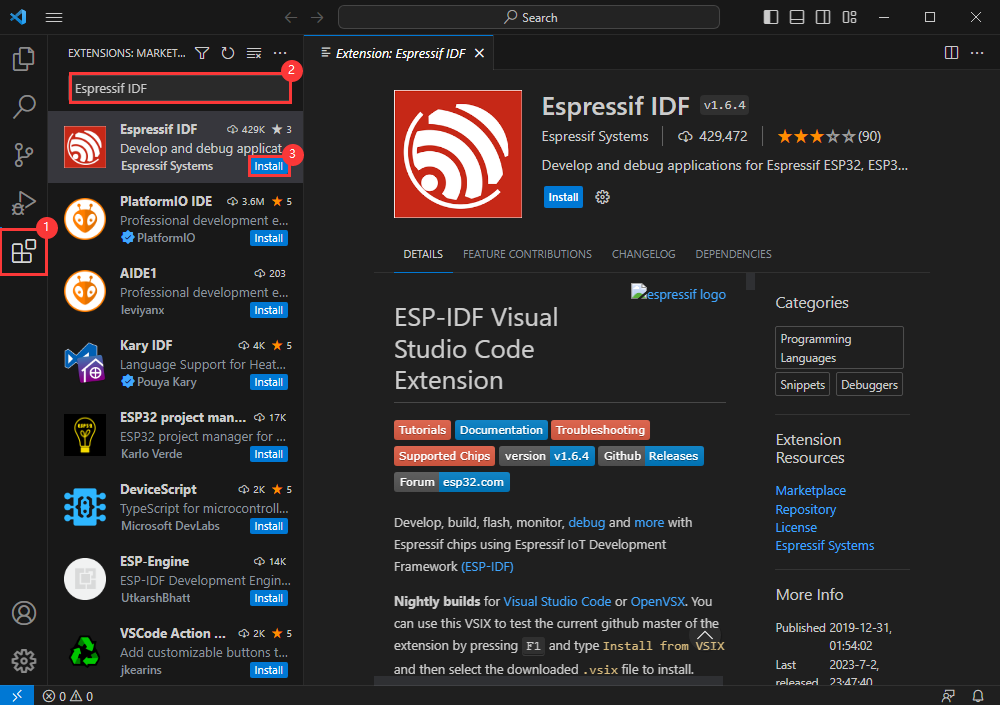 Search
EXTENSIONS: MARKET...
2
Espressif IDF
Espressif IDF 429K 3
Develop and debug applicat
3
Espressif Systems Install
PlatformIO IDE 3.6M 5
Professional development e...
PlatformIO Install
1
AIDE1 203
Professional development e...
leviyanx Install
Kary IDF 4K 5
Language Support for Heat...
Pouya Kary Install
ESP32 project man... 17K
ESP32 project manager for ...
Karlo Verde Install
DeviceScript 2K 5
TypeScript for microcontroll...
Microsoft DevLabs Install
ESP-Engine 14K
ESP-IDF Development Engin...
UtkarshBhatt Install
VSCode Action ... 2K 5
Add customizable buttons t...
jkearins Install
0 0
Extension: Espressif IDF
Espressif IDF v1.6.4
Espressif Systems 429,472 (90)
Develop and debug applications for Espressif ESP32, ESP3...
Install
DETAILS FEATURE CONTRIBUTIONS CHANGELOG DEPENDENCIES
espressif logo
ESP-IDF Visual
Studio Code
Extension
Tutorials Documentation Troubleshooting
Supported Chips version v1.6.4 Github Releases
Forum esp32.com
Develop, build, flash, monitor, debug and more with
Espressif chips using Espressif IoT Development
Framework (ESP-IDF)
Nightly builds for Visual Studio Code or OpenVSX. You
can use this VSIX to test the current github master of the
extension by pressing F1 and type Install from VSIX
and then select the downloaded .vsix file to install.
Categories
Programming
Languages
Snippets Debuggers
Extension
Resources
Marketplace
Repository
License
Espressif Systems
More Info
Published 2019-12-31,
01:54:02
Last 2023-7-2,
released 23:47:40